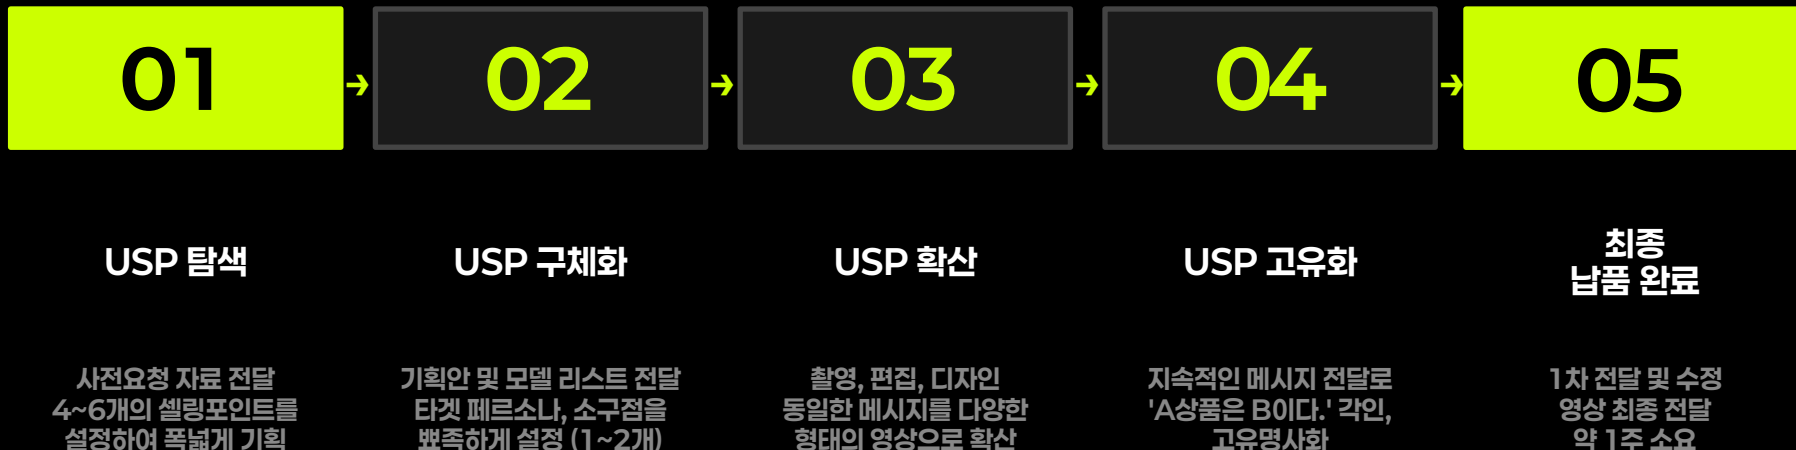 01
→
02
→
03
→
04
→
05
USP 탐색
USP 구체화
USP 확산
USP 고유화
최종
납품 완료
사전요청 자료 전달
4~6개의 셀링포인트를
설정하여 폭넓게 기획
기획안 및 모델 리스트 전달
타겟 페르소나, 소구점을
뾰족하게 설정 (1~2개)
촬영, 편집, 디자인
동일한 메시지를 다양한
형태의 영상으로 확산
지속적인 메시지 전달로
'A상품은 B이다.' 각인,
고유명사화
1차 전달 및 수정
영상 최종 전달
약 1주 소요